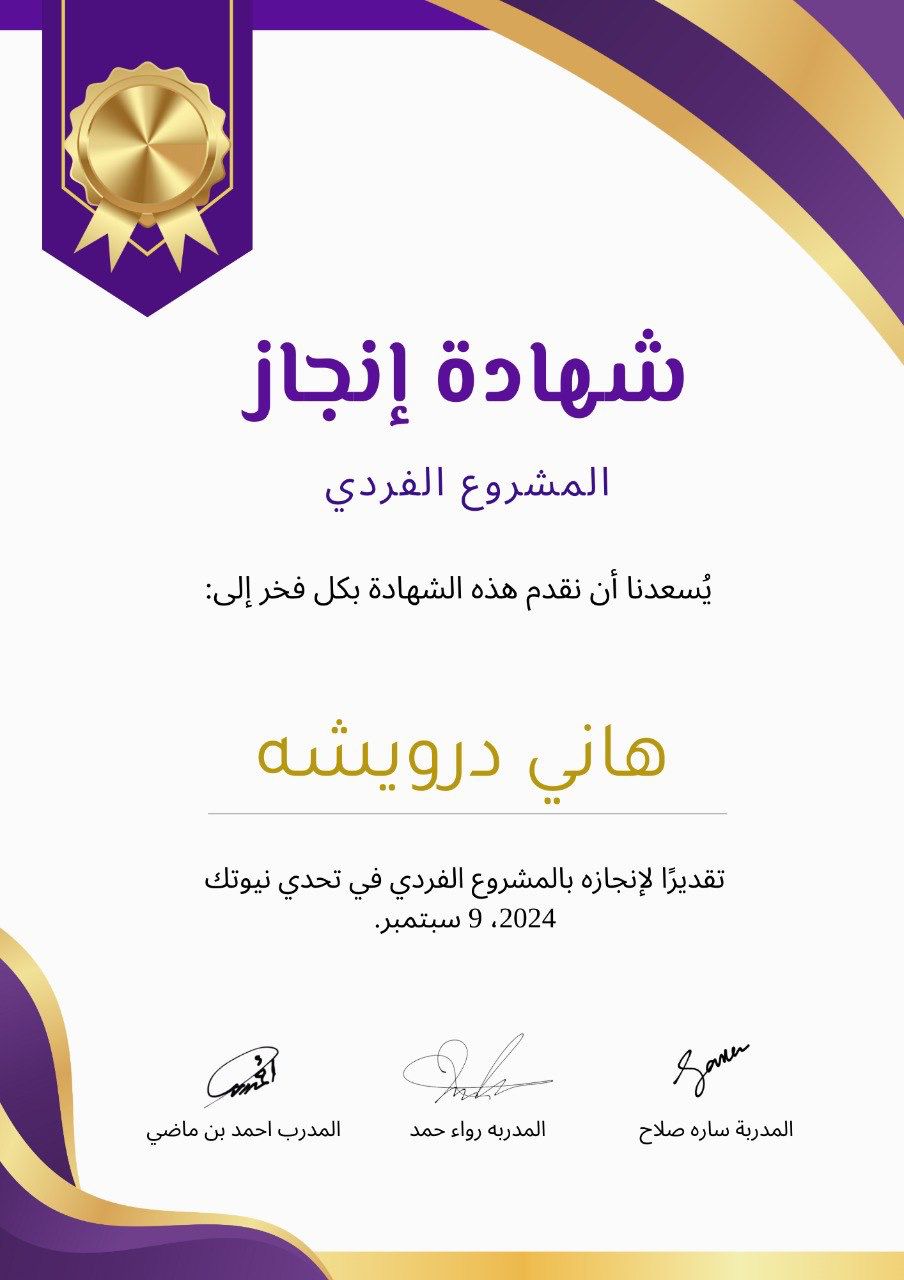 شهادة إنجاز
المشروع الفردي
يُسعدنا أن نقدم هذه الشهادة بكل فخر إلى:
هاني درويشه
تقديرًا لإنجازه بالمشروع الفردي في تحدي نيوتك
2024، 9 سبتمبر.
المدربة ساره صلاح
المدربه رواء حمد
المدرب احمد بن ماضي